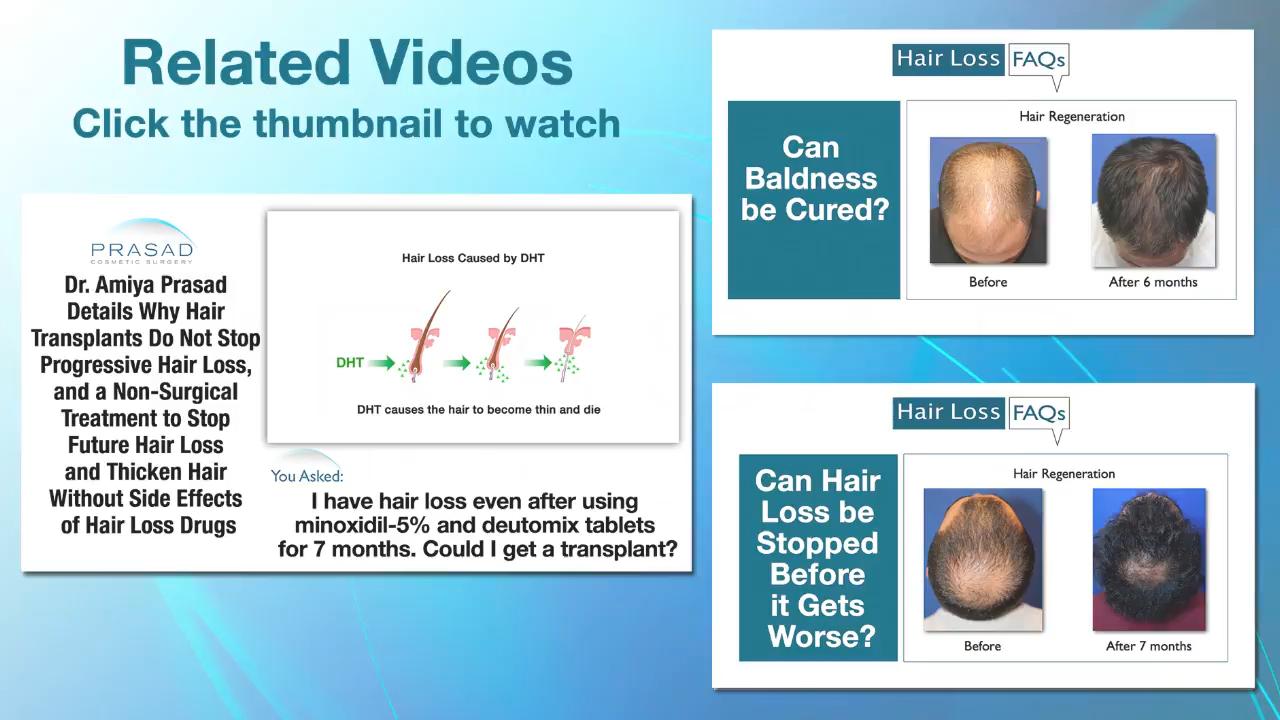 Related Videos
Click the thumbnail to watch
PRASAD
COSMETIC SURGERY
Dr. Amiya Prasad
Details Why Hair
Transplants Do Not Stop
Progressive Hair Loss,
and a Non-Surgical
Treatment to Stop
Future Hair Loss
and Thicken Hair
Without Side Effects
of Hair Loss Drugs
Hair Loss Caused by DHT
DHT
DHT causes the hair to become thin and die
You Asked:
I have hair loss even after using
minoxidil-5% and deutomix tablets
for 7 months. Could I get a transplant?
Hair Loss FAQs
Can
Baldness
be Cured?
Hair Regeneration
Before
After 6 months
Hair Loss FAQs
Can Hair
Loss be
Stopped
Before
it Gets
Worse?
Hair Regeneration
Before
After 7 months